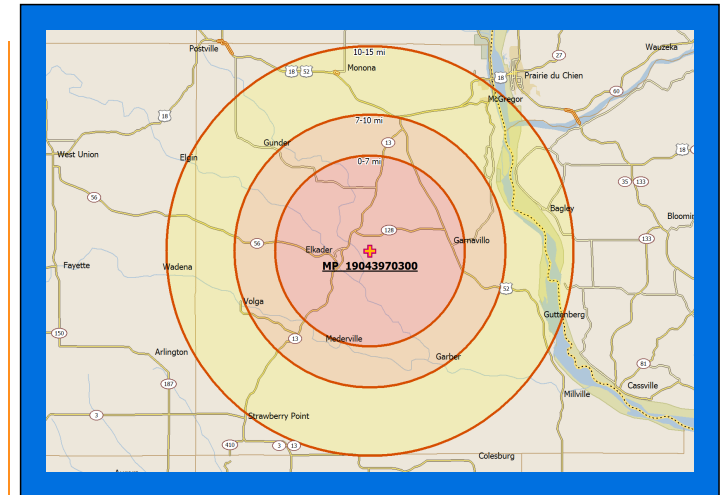 10-15 mi
Postville
Wauzeka
27
Monona
18 52
18
Prairie du Chien
60
McGregor
18
7-10 mi
Gunder
13
West Union
Elgin
0-7 mi
18
35 133
56
Bagley
Bloomi
128
133
Garnavillo
56
Elkader
Fayette
Wadena
MP 19043970300
52
Volga
Guttenberg
150
13
Mederville
Arlington
Garber
81
187
Cassville
Millville
3
Strawberry Point
410
3 13
Colesburg